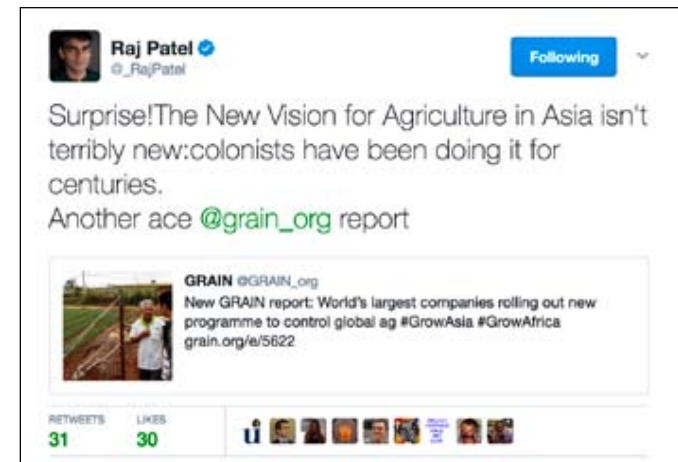 Raj Patel
@_RajPatel
Following
Surprise!The New Vision for Agriculture in Asia isn't
terribly new:colonists have been doing it for
centuries.
Another ace @grain_org report
GRAIN @GRAIN_org
New GRAIN report: World's largest companies rolling out new
programme to control global ag #GrowAsia #GrowAfrica
grain.org/e/5622
RETWEETS LIKES
31 30